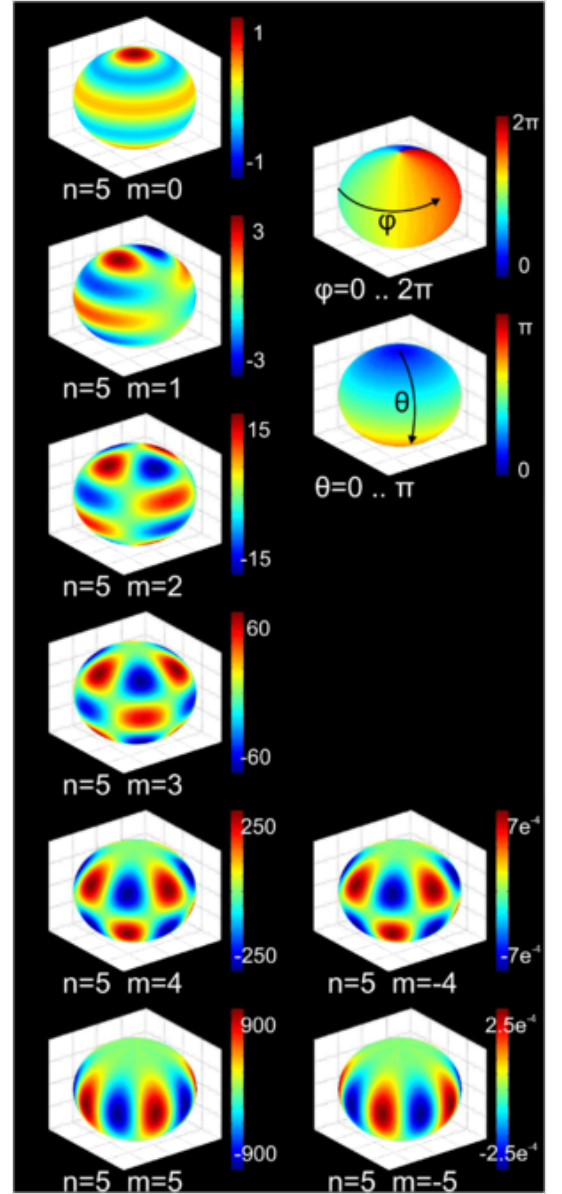 1
-1
n=5 m=0
3
-3
n=5 m=1
15
-15
n=5 m=2
60
-60
n=5 m=3
250
-250
n=5 m=4
900
-900
n=5 m=5
2π
φ
0
φ=0 .. 2π
π
θ
0
θ=0 .. π
7e⁻⁴
-7e⁻⁴
n=5 m=-4
2.5e⁻⁴
-2.5e⁻⁴
n=5 m=-5